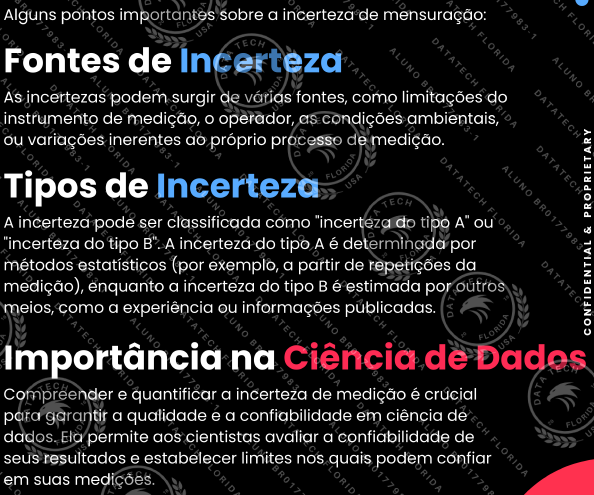 Alguns pontos importantes sobre a incerteza de mensuração:
Fontes de Incerteza
As incertezas podem surgir de várias fontes, como limitações do
instrumento de medição, o operador, as condições ambientais,
ou variações inerentes ao próprio processo de medição.
Tipos de Incerteza
A incerteza pode ser classificada como "incerteza do tipo A" ou
"incerteza do tipo B". A incerteza do tipo A é determinada por
métodos estatísticos (por exemplo, a partir de repetições da
medição), enquanto a incerteza do tipo B é estimada por outros
meios, como a experiência ou informações publicadas.
Importância na Ciência de Dados
Compreender e quantificar a incerteza de medição é crucial
para garantir a qualidade e a confiabilidade em ciência de
dados. Ela permite aos cientistas avaliar a confiabilidade de
seus resultados e estabelecer limites nos quais podem confiar
em suas medições.
CONFIDENTIAL & PROPRIETARY